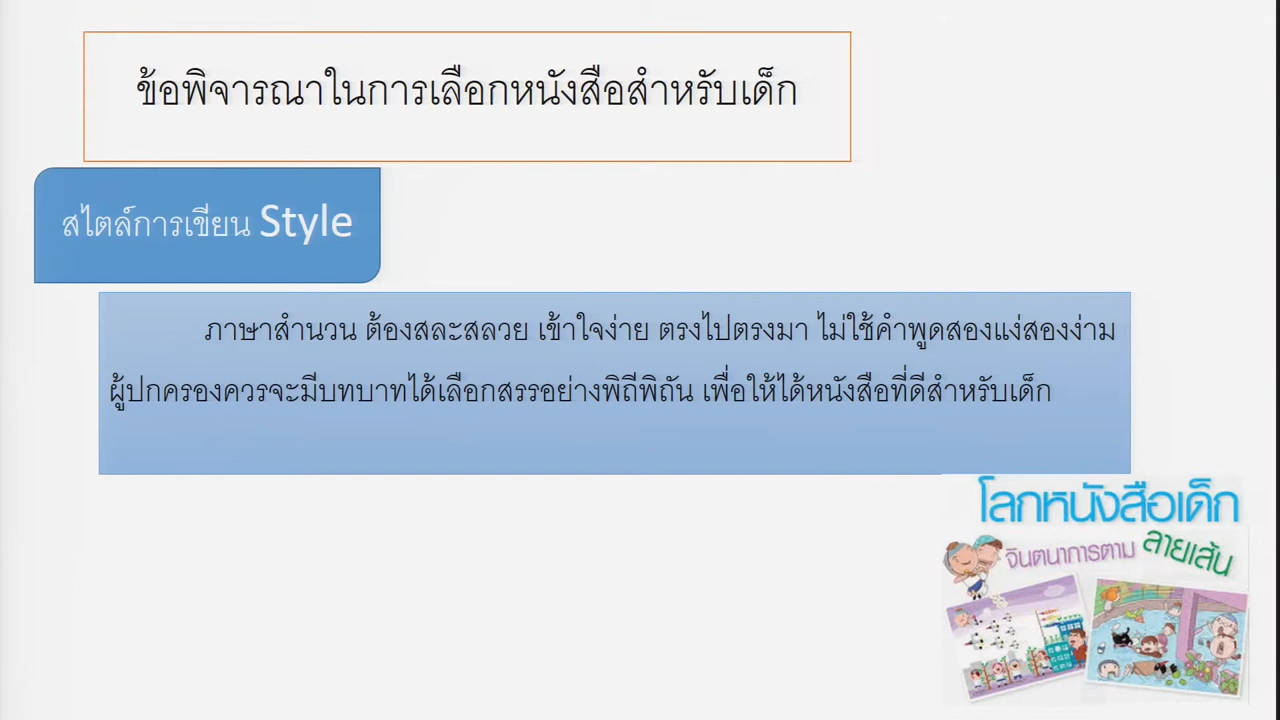 ข้อพิจารณาในการเลือกหนังสือสำหรับเด็ก
สไตล์การเขียน Style
ภาษาสำนวน ต้องสละสลวย เข้าใจง่าย ตรงไปตรงมา ไม่ใช้คำพูดสองแง่สองง่าม
ผู้ปกครองควรจะมีบทบาทได้เลือกสรรอย่างพิถีพิถัน เพื่อให้ได้หนังสือที่ดีสำหรับเด็ก
โลกหนังสือเด็ก
จินตนาการตาม ลายเส้น